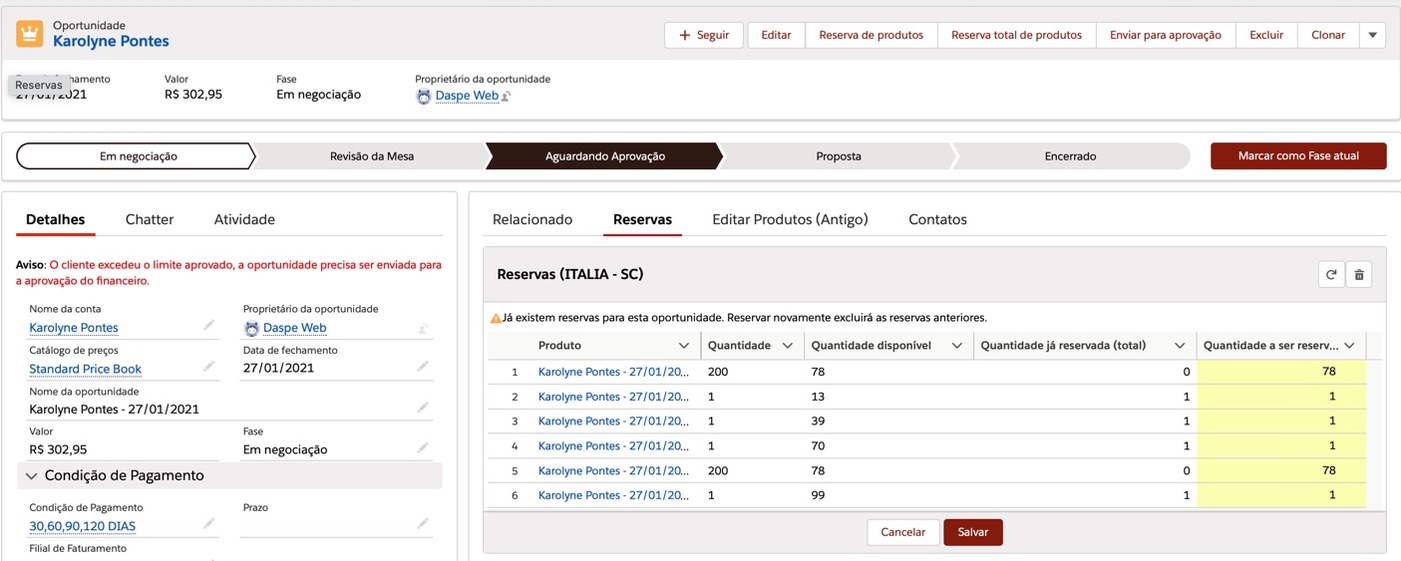 Oportunidade
Karolyne Pontes
Seguir Editar Reserva de produtos Reserva total de produtos Enviar para aprovação Excluir Clonar
Reservas
27/01/2021
Valor
R$ 302,95
Fase
Em negociação
Proprietário da oportunidade
Daspe Web
Em negociação Revisão da Mesa Aguardando Aprovação Proposta Encerrado Marcar como Fase atual
Detalhes Chatter Atividade
Aviso: O cliente excedeu o limite aprovado, a oportunidade precisa ser enviada para
a aprovação do financeiro.
Nome da conta Proprietário da oportunidade
Karolyne Pontes Daspe Web
Catálogo de preços Data de fechamento
Standard Price Book 27/01/2021
Nome da oportunidade
Karolyne Pontes - 27/01/2021
Valor Fase
R$ 302,95 Em negociação
Condição de Pagamento
Condição de Pagamento Prazo
30,60,90,120 DIAS
Filial de Faturamento
Relacionado Reservas Editar Produtos (Antigo) Contatos
Reservas (ITALIA - SC)
Já existem reservas para esta oportunidade. Reservar novamente excluirá as reservas anteriores.
Produto Quantidade Quantidade disponível Quantidade já reservada (total) Quantidade a ser reserv...
1 Karolyne Pontes - 27/01/20... 200 78 0 78
2 Karolyne Pontes - 27/01/20... 1 13 1 1
3 Karolyne Pontes - 27/01/20... 1 39 1 1
4 Karolyne Pontes - 27/01/20... 1 70 1 1
5 Karolyne Pontes - 27/01/20... 200 78 0 78
6 Karolyne Pontes - 27/01/20... 1 99 1 1
Cancelar Salvar